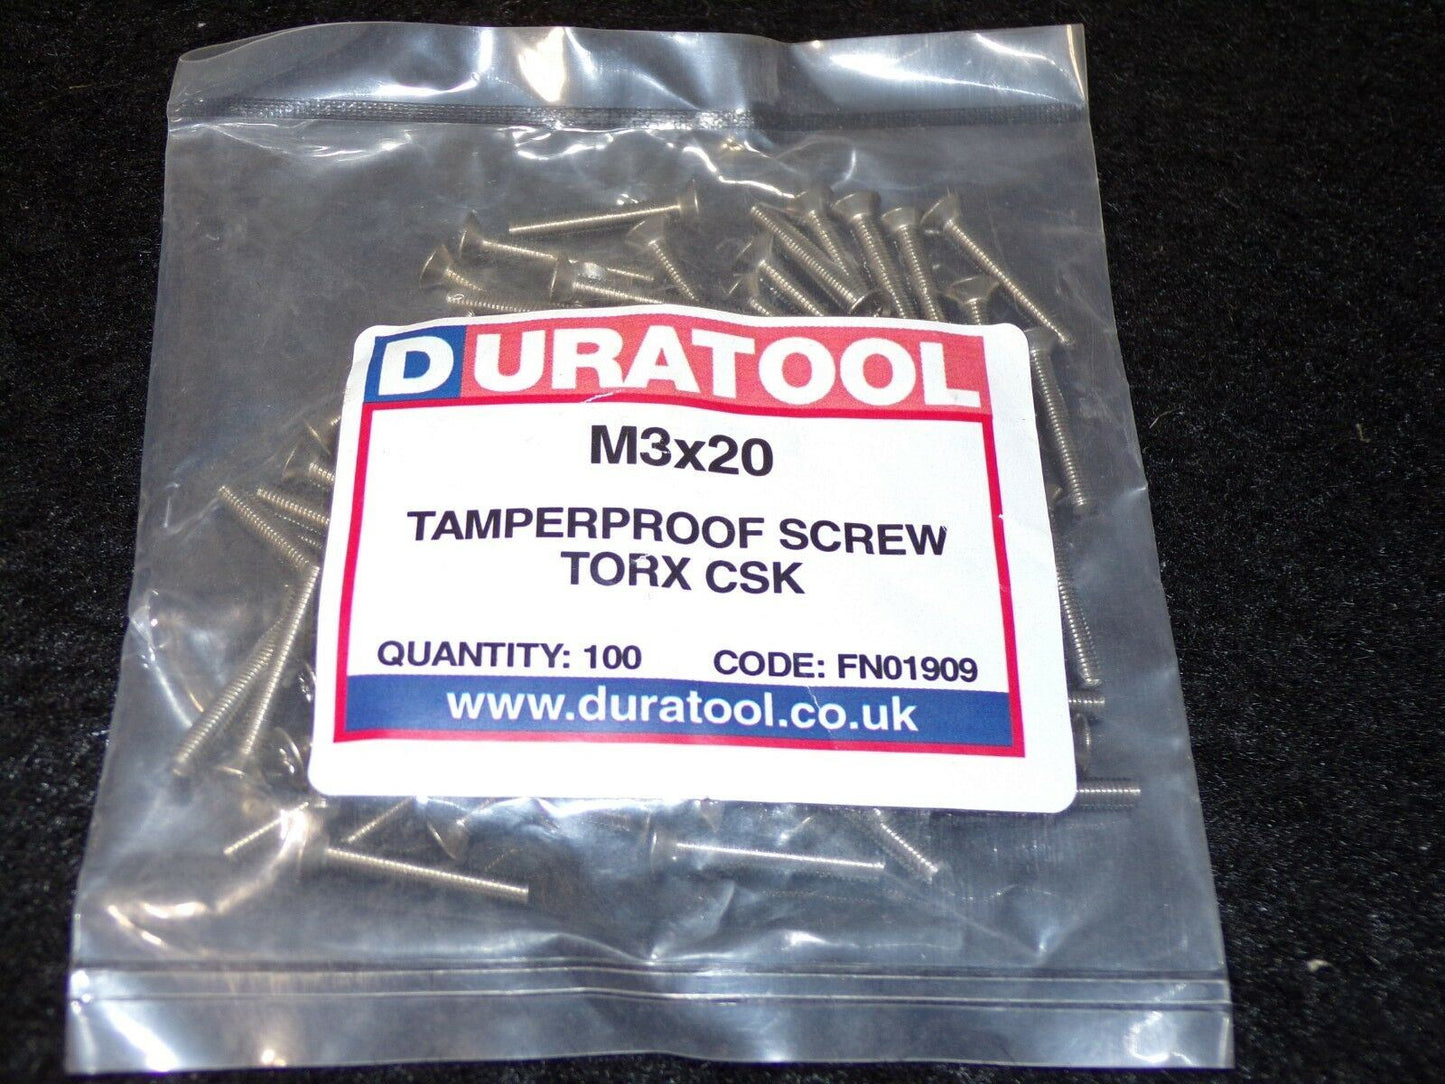 DURATOOL
M3x20
TAMPERPROOF SCREW
TORX CSK
QUANTITY: 100 CODE: FN01909
www.duratool.co.uk